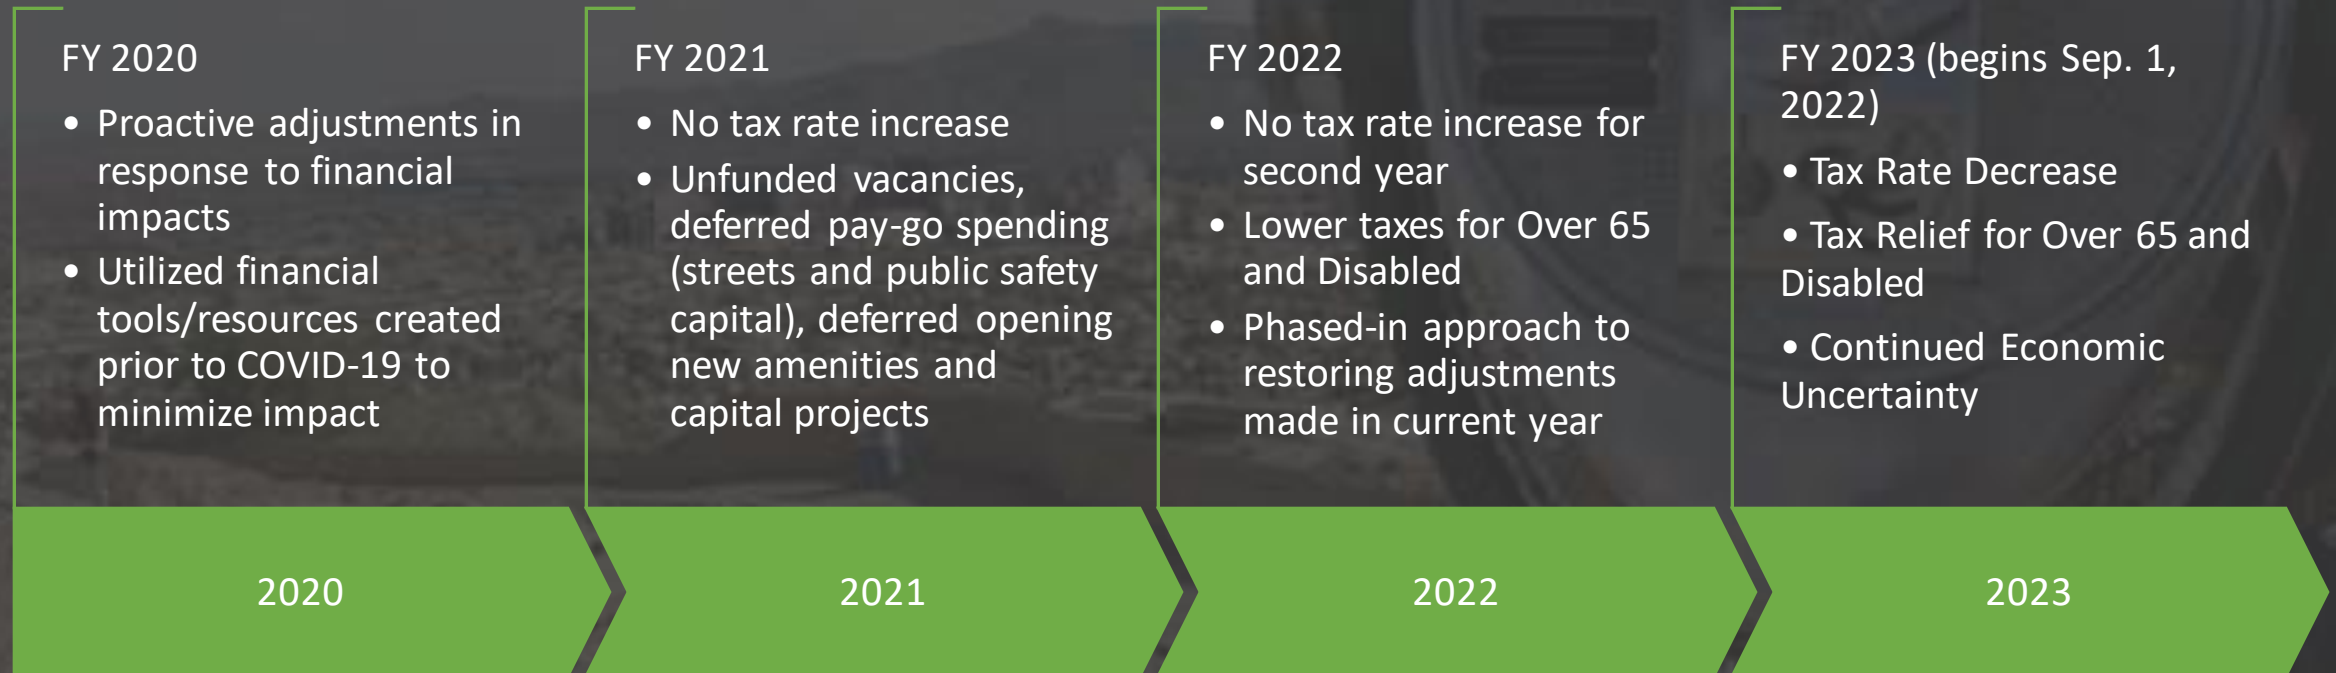 FY 2020
• Proactive adjustments in
response to financial
impacts
• Utilized financial
tools/resources created
prior to COVID-19 to
minimize impact
FY 2021
• No tax rate increase
• Unfunded vacancies,
deferred pay-go spending
(streets and public safety
capital), deferred opening
new amenities and
capital projects
FY 2022
• No tax rate increase for
second year
• Lower taxes for Over 65
and Disabled
• Phased-in approach to
restoring adjustments
made in current year
FY 2023 (begins Sep. 1,
2022)
• Tax Rate Decrease
• Tax Relief for Over 65 and
Disabled
• Continued Economic
Uncertainty
2020
2021
2022
2023